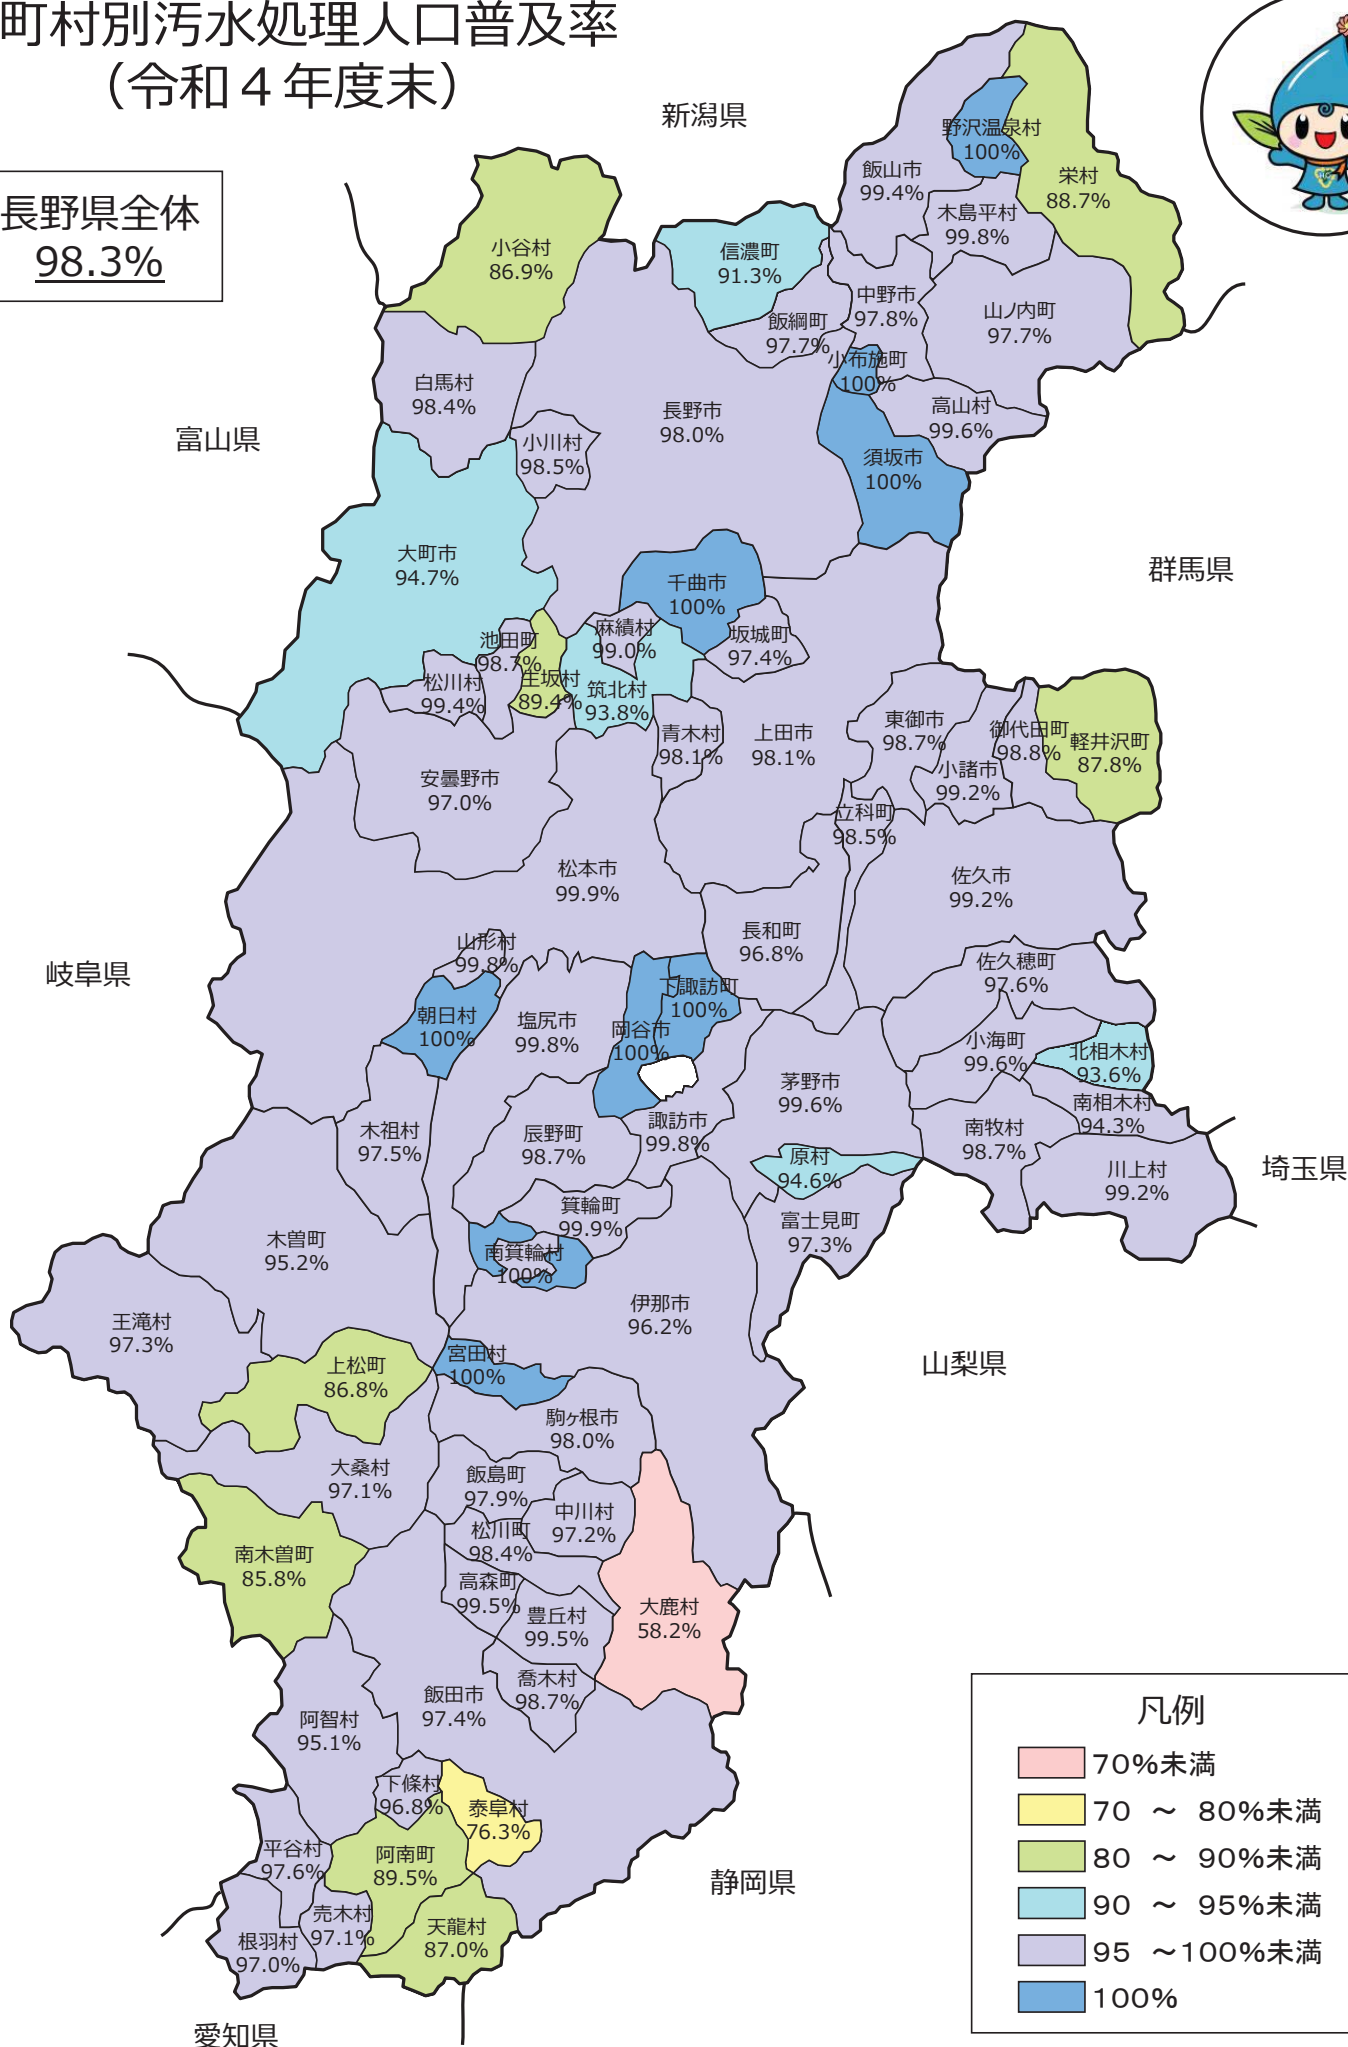 町村別汚水処理人口普及率
（令和４年度末）
長野県全体
98.3%
新潟県
富山県
群馬県
岐阜県
埼玉県
山梨県
静岡県
愛知県
野沢温泉村
100%
栄村
88.7%
飯山市
99.4%
木島平村
99.8%
小谷村
86.9%
信濃町
91.3%
中野市
97.8%
山ノ内町
97.7%
飯綱町
97.7%
小布施町
100%
白馬村
98.4%
長野市
98.0%
高山村
99.6%
小川村
98.5%
須坂市
100%
大町市
94.7%
千曲市
100%
池田町
98.7%
麻績村
99.0%
坂城町
97.4%
松川村
99.4%
生坂村
89.4%
筑北村
93.8%
青木村
98.1%
上田市
98.1%
東御市
98.7%
御代田町
98.8%
軽井沢町
87.8%
小諸市
99.2%
安曇野市
97.0%
立科町
98.5%
松本市
99.9%
佐久市
99.2%
長和町
96.8%
山形村
99.8%
佐久穂町
97.6%
朝日村
100%
塩尻市
99.8%
下諏訪町
100%
岡谷市
100%
小海町
99.6%
北相木村
93.6%
茅野市
99.6%
南相木村
94.3%
木祖村
97.5%
辰野町
98.7%
諏訪市
99.8%
南牧村
98.7%
原村
94.6%
川上村
99.2%
箕輪町
99.9%
富士見町
97.3%
木曽町
95.2%
南箕輪村
100%
伊那市
96.2%
王滝村
97.3%
宮田村
100%
上松町
86.8%
駒ヶ根市
98.0%
大桑村
97.1%
飯島町
97.9%
中川村
97.2%
松川町
98.4%
南木曽町
85.8%
高森町
99.5%
豊丘村
99.5%
大鹿村
58.2%
喬木村
98.7%
飯田市
97.4%
阿智村
95.1%
下條村
96.8%
泰阜村
76.3%
平谷村
97.6%
阿南町
89.5%
売木村
97.1%
天龍村
87.0%
根羽村
97.0%
凡例
70%未満
70 ～ 80%未満
80 ～ 90%未満
90 ～ 95%未満
95 ～100%未満
100%